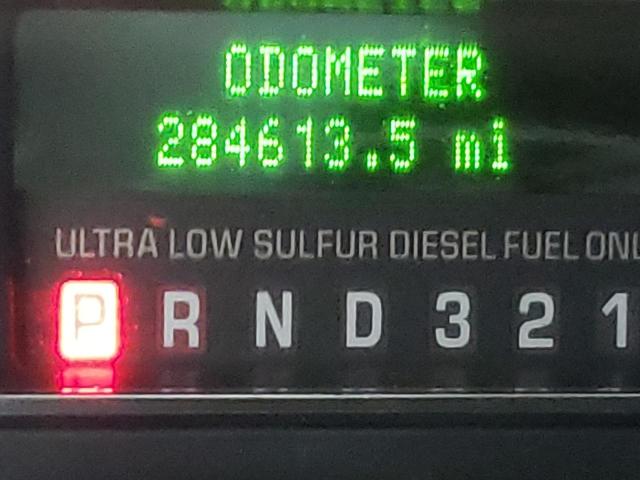 ODOMETER
284613.5 mi
ULTRA LOW SULFUR DIESEL FUEL ONL
P R N D 3 2 1